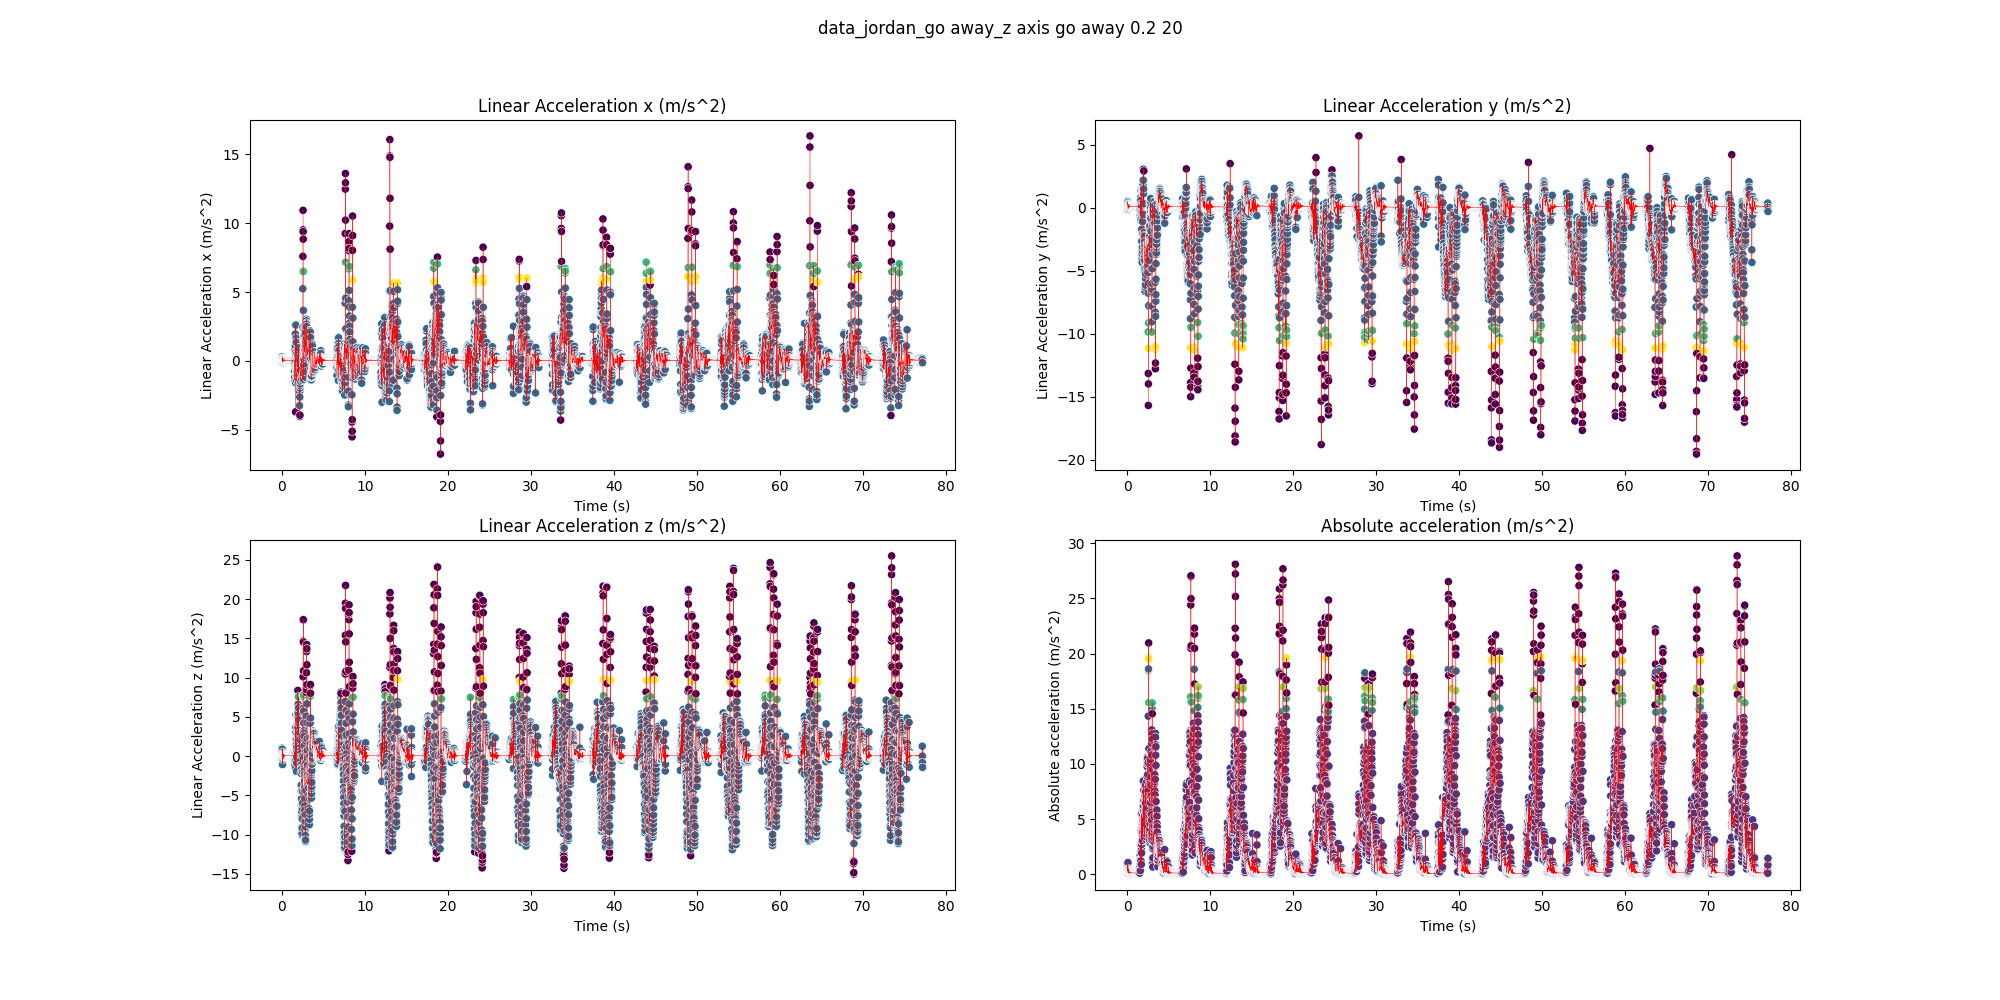 data_jordan_go away_z axis go away 0.2 20
Linear Acceleration x (m/s^2)
Linear Acceleration x (m/s^2)
15
10
5
0
−5
0 10 20 30 40 50 60 70 80
Time (s)
Linear Acceleration y (m/s^2)
Linear Acceleration y (m/s^2)
5
0
−5
−10
−15
−20
0 10 20 30 40 50 60 70 80
Time (s)
Linear Acceleration z (m/s^2)
Linear Acceleration z (m/s^2)
25
20
15
10
5
0
−5
−10
−15
0 10 20 30 40 50 60 70 80
Time (s)
Absolute acceleration (m/s^2)
Absolute acceleration (m/s^2)
30
25
20
15
10
5
0
0 10 20 30 40 50 60 70 80
Time (s)